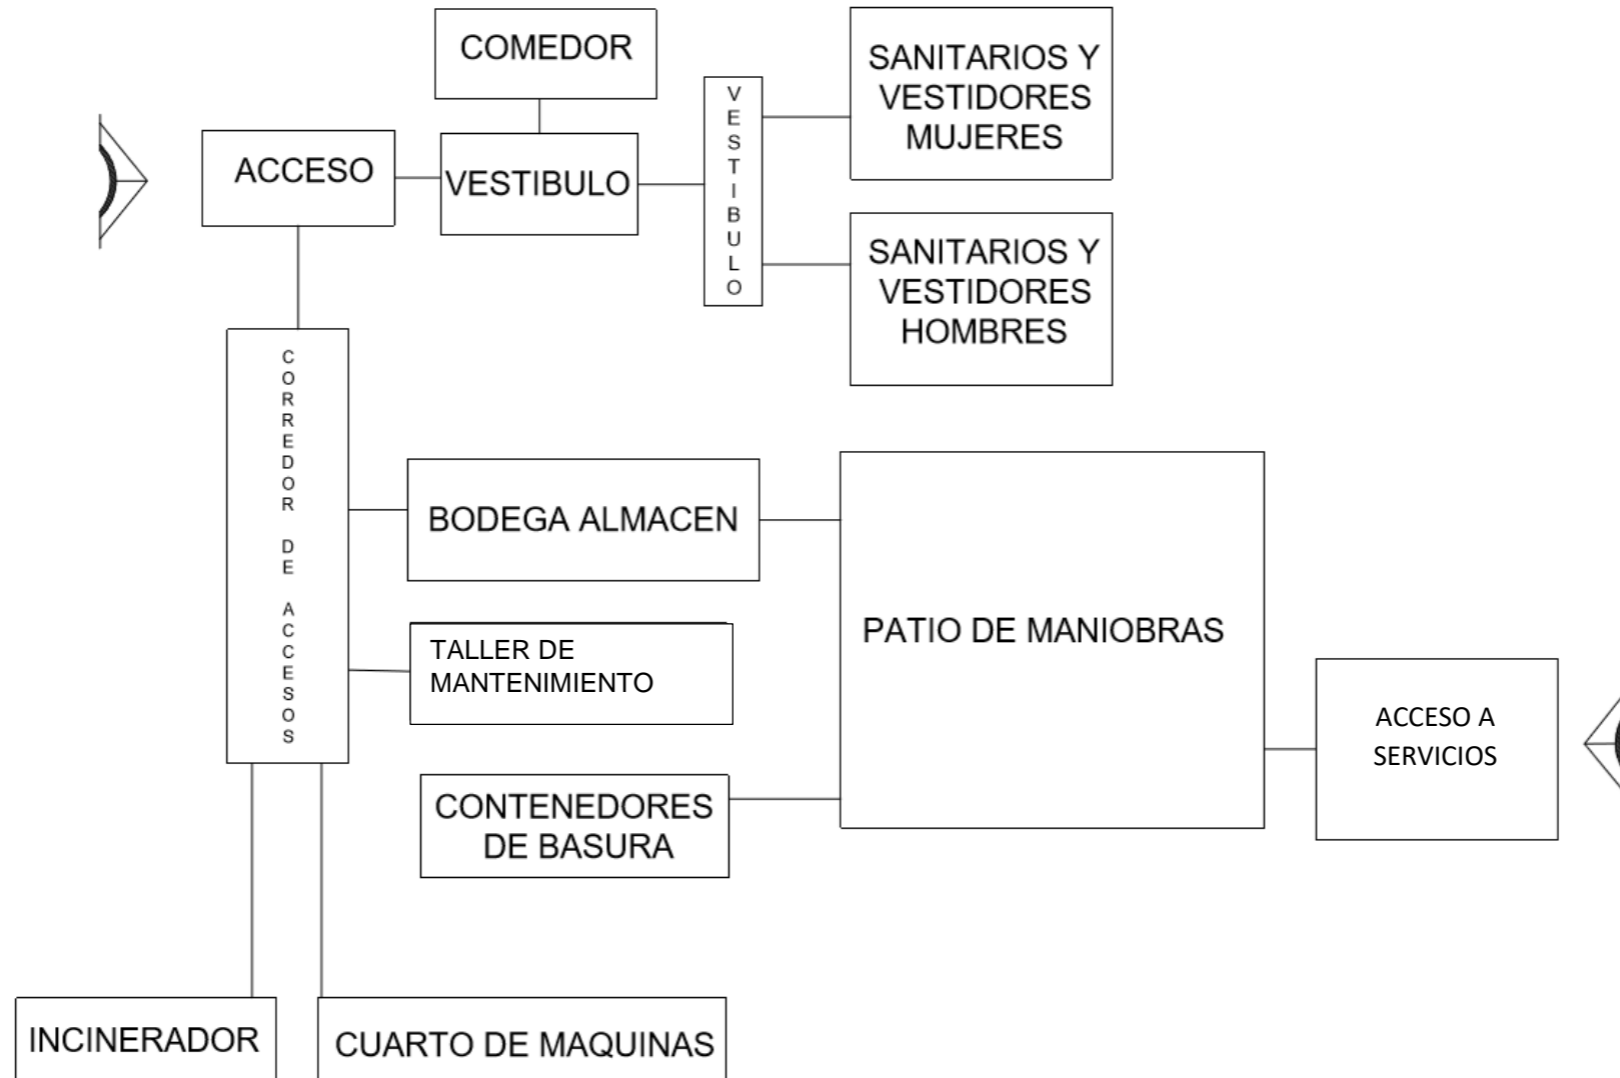 COMEDOR
SANITARIOS Y
VESTIDORES
MUJERES
ACCESO
VESTIBULO
VESTIBULO
SANITARIOS Y
VESTIDORES
HOMBRES
CORREDOR DE ACCESOS
BODEGA ALMACEN
PATIO DE MANIOBRAS
TALLER DE
MANTENIMIENTO
ACCESO A
SERVICIOS
CONTENEDORES
DE BASURA
INCINERADOR
CUARTO DE MAQUINAS